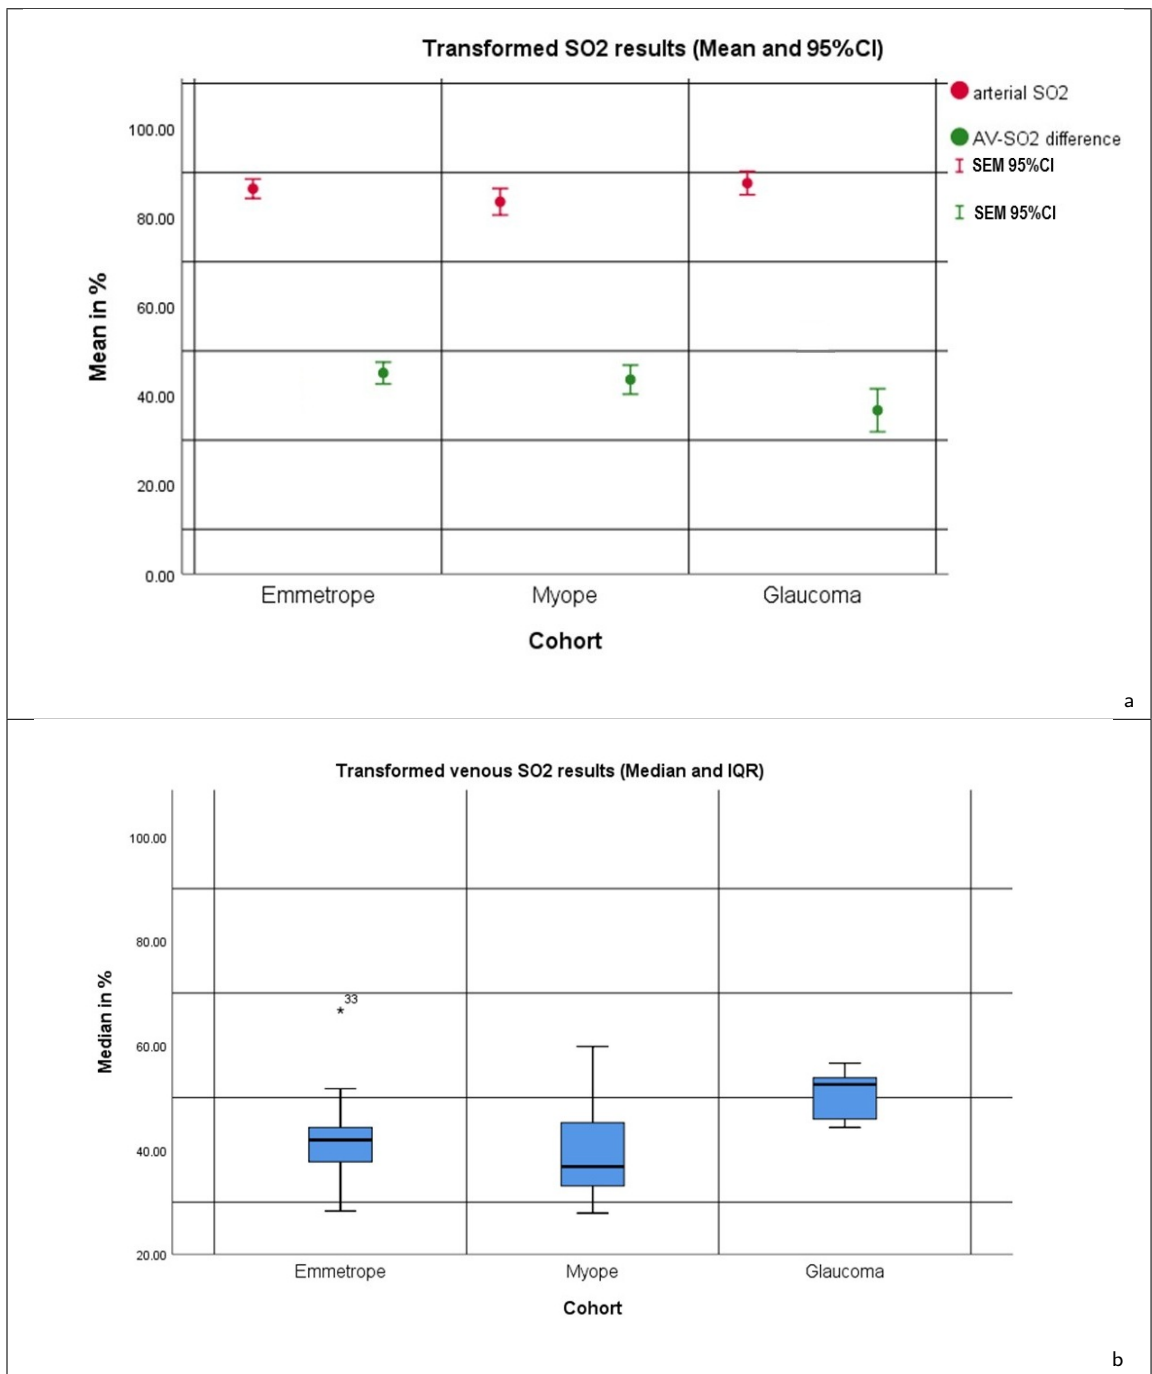 Transformed SO2 results (Mean and 95%CI)
arterial SO2
AV-SO2 difference
SEM 95%CI
SEM 95%CI
Mean in %
100.00
80.00
60.00
40.00
20.00
0.00
Emmetrope Myope Glaucoma
Cohort
a
Transformed venous SO2 results (Median and IQR)
Median in %
100.00
80.00
60.00
40.00
20.00
* 33
Emmetrope Myope Glaucoma
Cohort
b